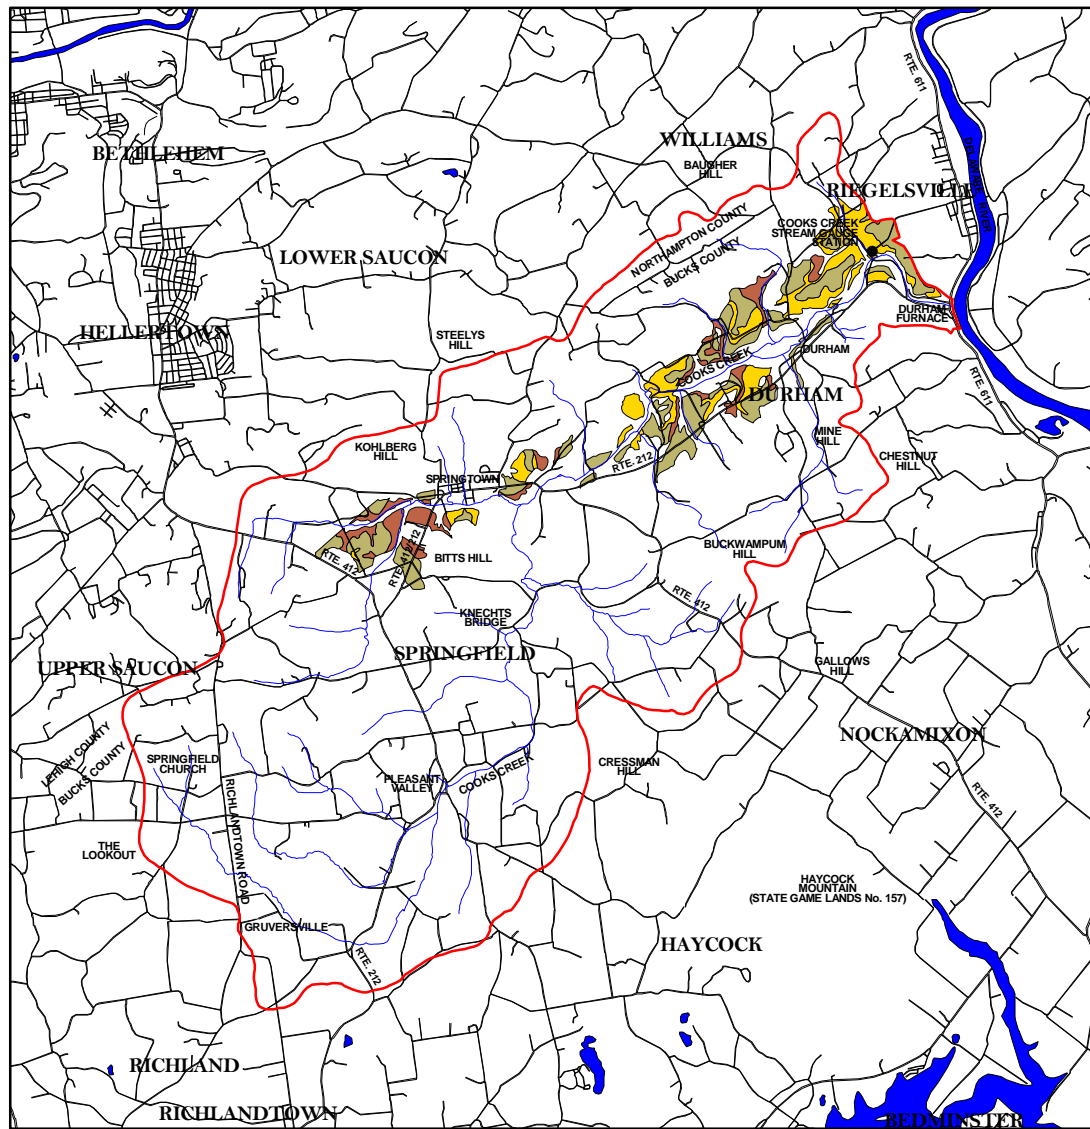 RTE. 611
WILLIAMS
BETHLEHEM
BAUGHER
HILL
DELAWARE RIVER
RIEGELSVILLE
NORTHAMPTON COUNTY
BUCKS COUNTY
COOKS CREEK
STREAM GAUGE
STATION
LOWER SAUCON
HELLERTOWN
STEELYS
HILL
DURHAM
FURNACE
DURHAM
COOKS CREEK
RTE. 611
DURHAM
MINE
HILL
KOHLBERG
HILL
CHESTNUT
HILL
RTE. 212
SPRINGTOWN
RTE. 412
RTE. 411 / 212
BITTS HILL
BUCKWAMPUM
HILL
RTE. 412
KNECHTS
BRIDGE
SPRINGFIELD
UPPER SAUCON
GALLOWS
HILL
NOCKAMIXON
LEHIGH COUNTY
BUCKS COUNTY
SPRINGFIELD
CHURCH
PLEASANT
VALLEY
COOKS CREEK
CRESSMAN
HILL
RTE. 412
RICHLANDTOWN ROAD
THE
LOOKOUT
HAYCOCK
MOUNTAIN
(STATE GAME LANDS No. 157)
GRUVERSVILLE
RTE. 212
HAYCOCK
RICHLAND
RICHLANDTOWN
BEDMINSTER